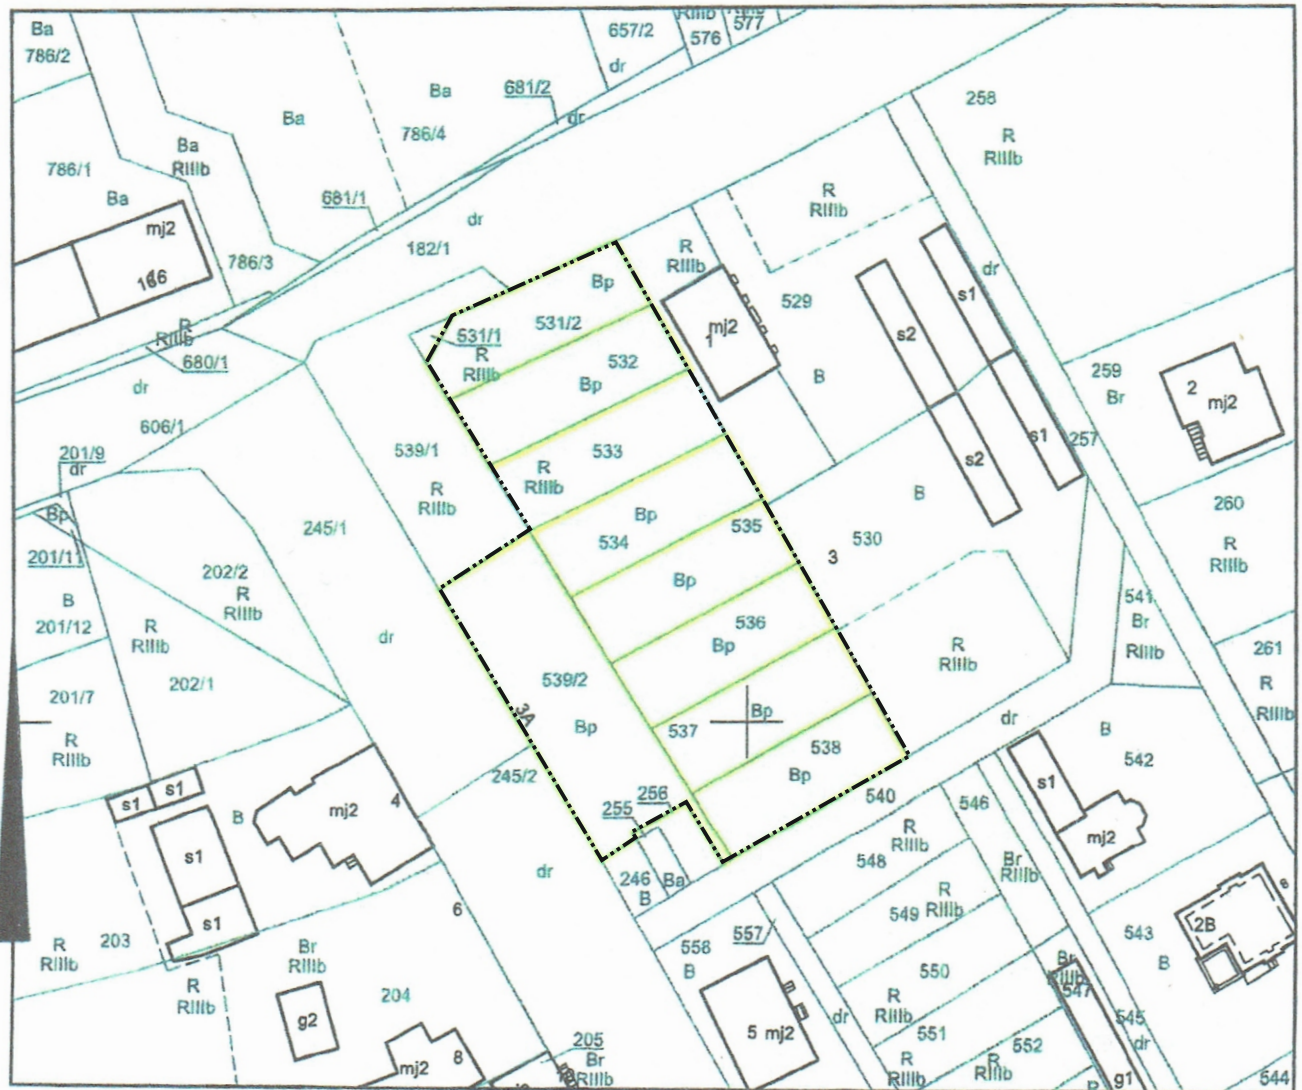 Ba
786/2
657/2
RIIIb
576
577
dr
681/2
Ba
786/4
Ba
dr
258
R
RIIIb
Ba
RIIIb
786/1
Ba
681/1
dr
182/1
786/3
mj2
R
RIIIb
R
RIIIb
529
dr
s1
s2
Bp
531/2
531/1
R
RIIIb
532
Bp
mj2
1
B
R
RIIIb
680/1
dr
606/1
259
Br
2
mj2
s1
257
s2
201/9
dr
539/1
R
RIIIb
533
R
RIIIb
Bp
534
535
B
530
3
260
R
RIIIb
Bp
201/11
245/1
202/2
R
RIIIb
B
201/12
R
RIIIb
202/1
dr
Bp
536
Bp
541
Br
RIIIb
R
RIIIb
261
R
RIIIb
201/7
R
RIIIb
539/2
3A
Bp
537
Bp
538
Bp
dr
B
542
245/2
256
255
540
546
s1
mj2
s1
s1
B
mj2
4
s1
s1
dr
246
B
Ba
R
RIIIb
548
Br
RIIIb
R
RIIIb
549
203
R
RIIIb
6
Br
RIIIb
R
RIIIb
204
g2
558
B
557
550
543
B
2B
Br
RIIIb
547
R
RIIIb
551
dr
5 mj2
545
dr
552
R
RIIIb
R
RIIIb
g1
544
205
Br
RIIIb
mj2
8